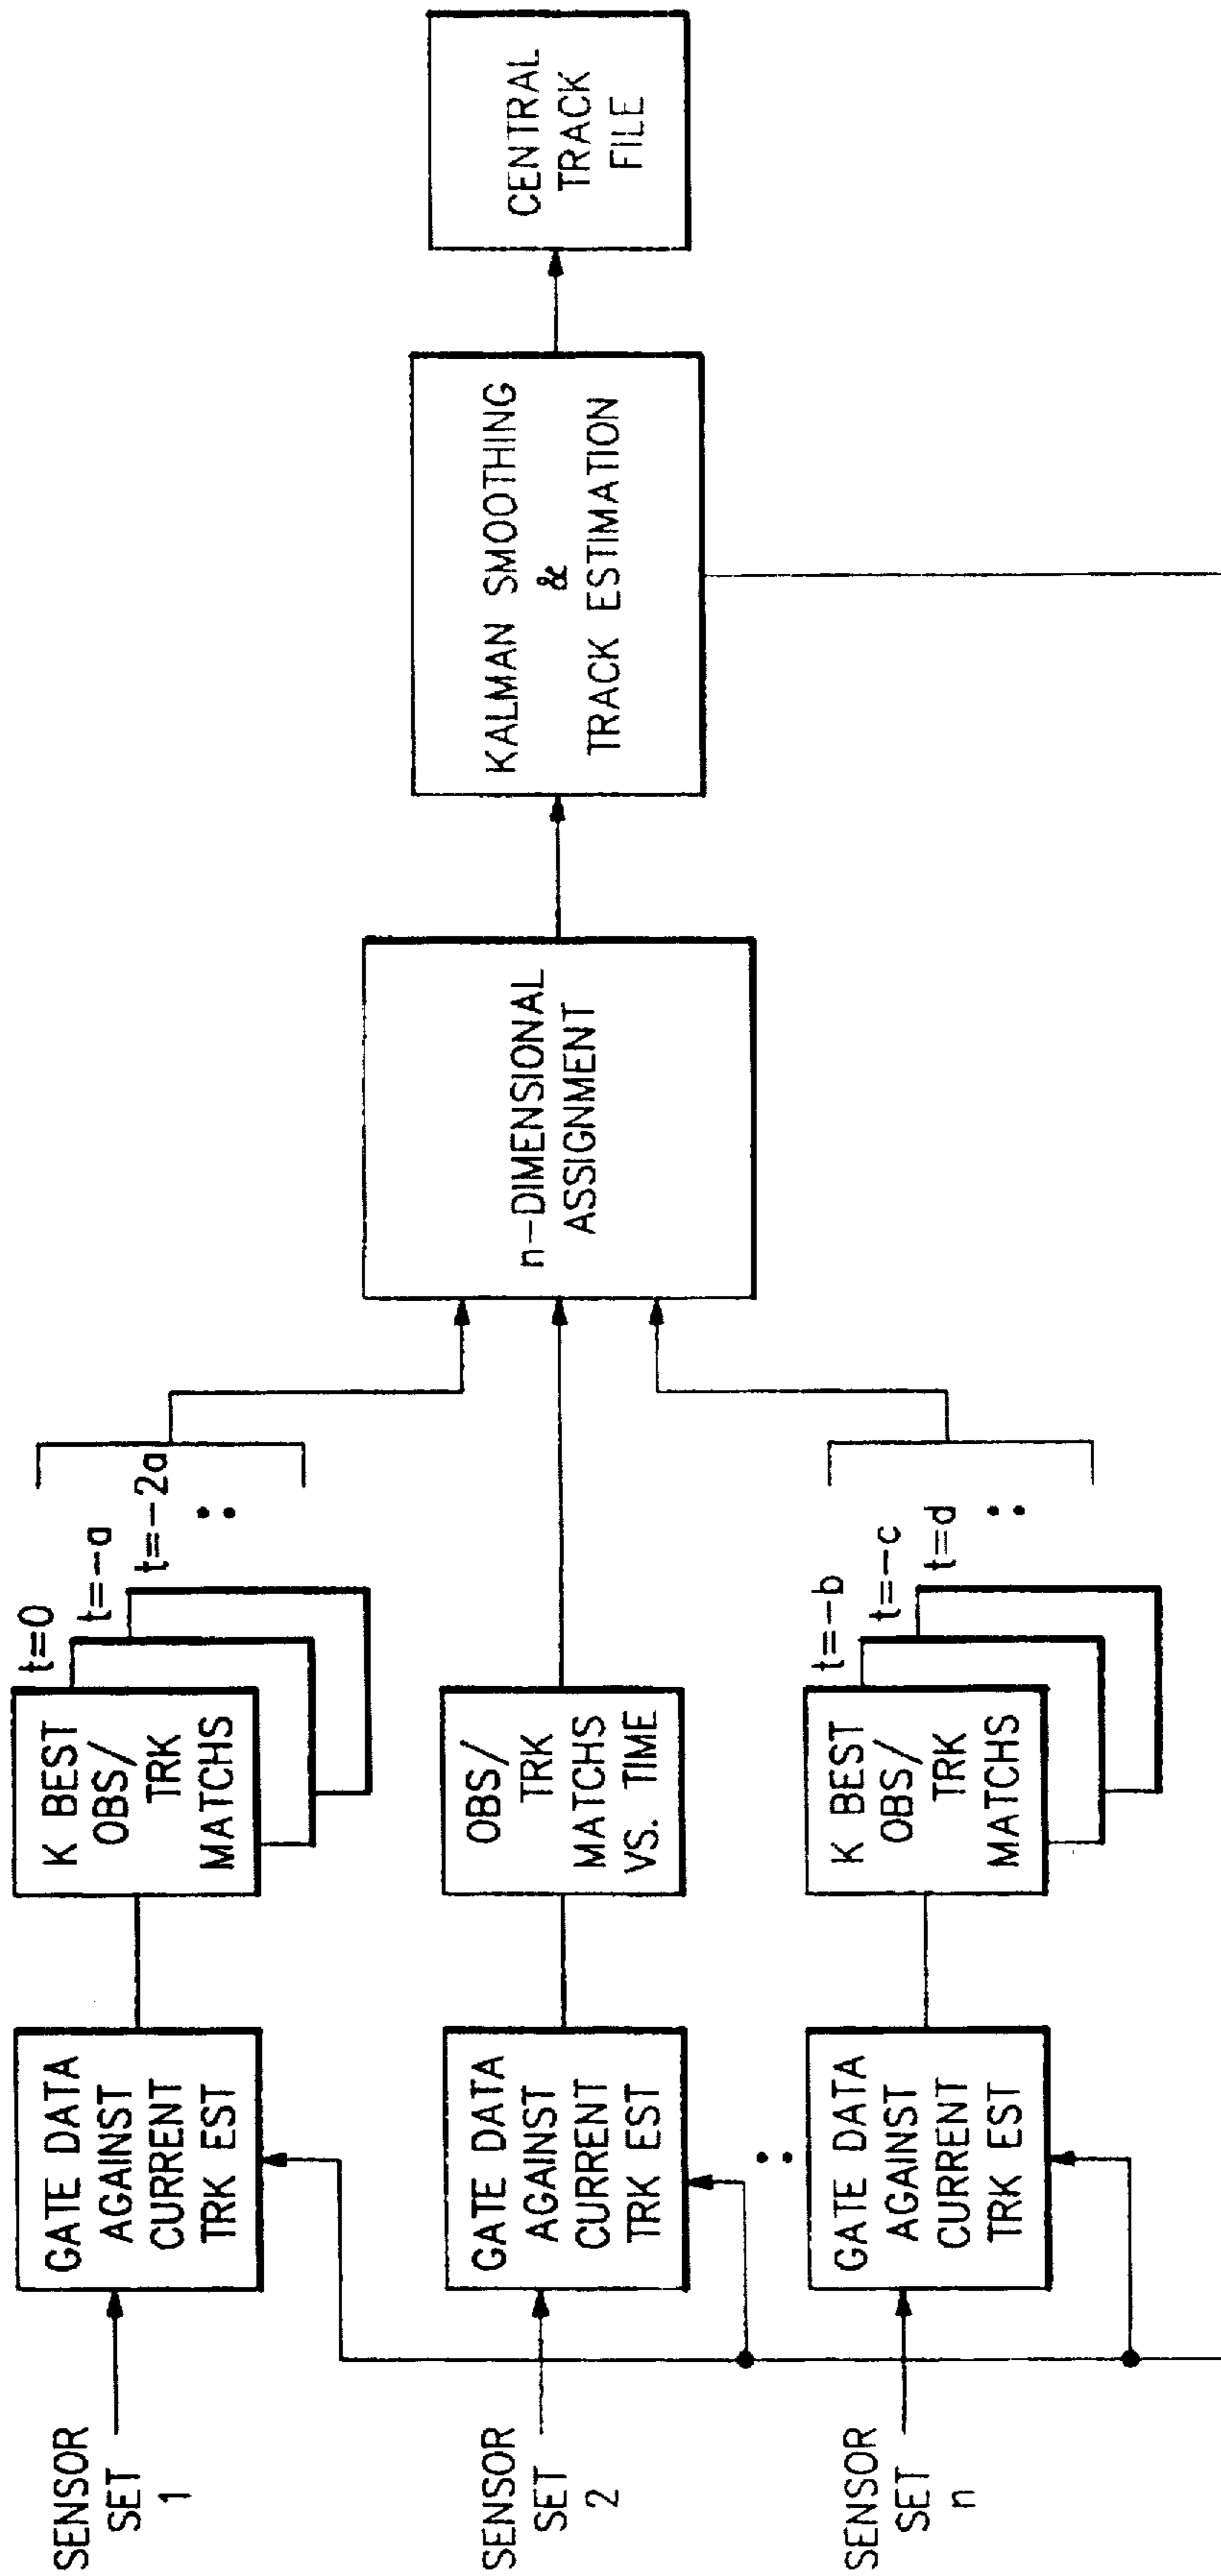 SENSOR
SET
1
GATE DATA
AGAINST
CURRENT
TRK EST
K BEST
OBS/
TRK
MATCHS
t=0
t=-a
t=-2a
SENSOR
SET
2
GATE DATA
AGAINST
CURRENT
TRK EST
OBS/
TRK
MATCHS
VS. TIME
SENSOR
SET
n
GATE DATA
AGAINST
CURRENT
TRK EST
K BEST
OBS/
TRK
MATCHS
t=-b
t=-c
t=d
n-DIMENSIONAL
ASSIGNMENT
KALMAN SMOOTHING
&
TRACK ESTIMATION
CENTRAL
TRACK
FILE